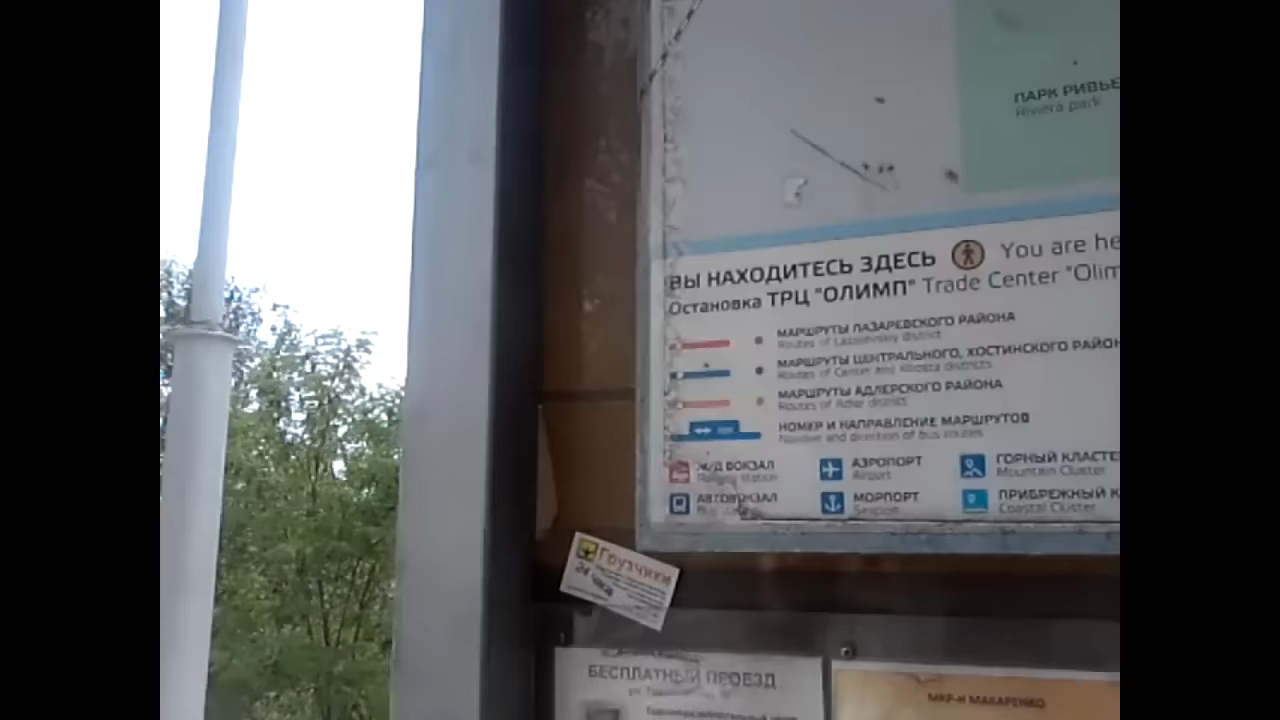 ПАРК РИВЬЕ
Riviera park
ВЫ НАХОДИТЕСЬ ЗДЕСЬ You are he
Остановка ТРЦ "ОЛИМП" Trade Center "Olim
МАРШРУТЫ ЛАЗАРЕВСКОГО РАЙОНА
Routes of Lazarevsky district
МАРШРУТЫ ЦЕНТРАЛЬНОГО, ХОСТИНСКОГО РАЙОН
Routes of Center and Khosta districts
МАРШРУТЫ АДЛЕРСКОГО РАЙОНА
Routes of Adler district
НОМЕР И НАПРАВЛЕНИЕ МАРШРУТОВ
Number and direction of bus routes
Ж/Д ВОКЗАЛ
Railway station
АЭРОПОРТ
Airport
ГОРНЫЙ КЛАСТЕ
Mountain Cluster
АВТОВОКЗАЛ
Bus
МОРПОРТ
Seaport
ПРИБРЕЖНЫЙ К
Coastal Cluster
Грузчики
24 часа
БЕСПЛАТНЫЙ ПРОЕЗД
МКР-Н МАКАРЕНКО